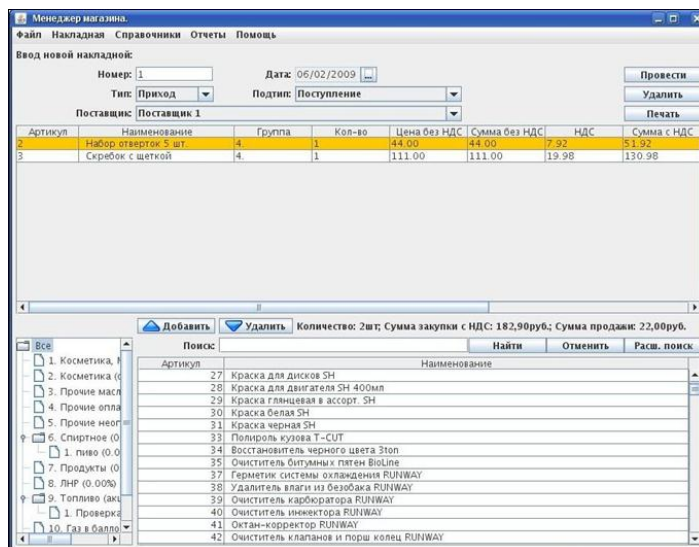 Менеджер магазина.
Файл Накладная Справочники Отчеты Помощь
Ввод новой накладной:
Номер: 1 Дата: 06/02/2009 ... Провести
Тип: Приход Подтип: Поступление Удалить
Поставщик: Поставщик 1 Печать
Артикул Наименование Группа Кол-во Цена без НДС Сумма без НДС НДС Сумма с НДС
2 Набор отверток 5 шт. 4. 1 44.00 44.00 7.92 51.92
3 Скребок с щеткой 4. 1 111.00 111.00 19.98 130.98
Добавить Удалить Количество: 2шт; Сумма закупки с НДС: 182,90руб.; Сумма продажи: 22,00руб.
Все Поиск: Найти Отменить Расш. поиск
1. Косметика, Артикул Наименование
2. Косметика (с 27 Краска для дисков SH
3. Прочие масл 28 Краска для двигателя SH 400мл
4. Прочие опла 29 Краска глянцевая в ассорт. SH
5. Прочие неог 30 Краска белая SH
6. Спиртное (0 31 Краска черная SH
1. пиво (0.0 33 Полироль кузова T-CUT
7. Продукты (0 34 Восстановитель черного цвета 3ton
8. ЛНР (0.00%) 35 Очиститель битумных пятен BioLine
9. Топливо (акц 37 Герметик системы охлаждения RUNWAY
1. Проверка 38 Удалитель влаги из безобака RUNWAY
10. Газ в балло 39 Очиститель карбюратора RUNWAY
40 Очиститель инжектора RUNWAY
41 Октан-корректор RUNWAY
42 Очиститель клапанов и порш колец RUNWAY